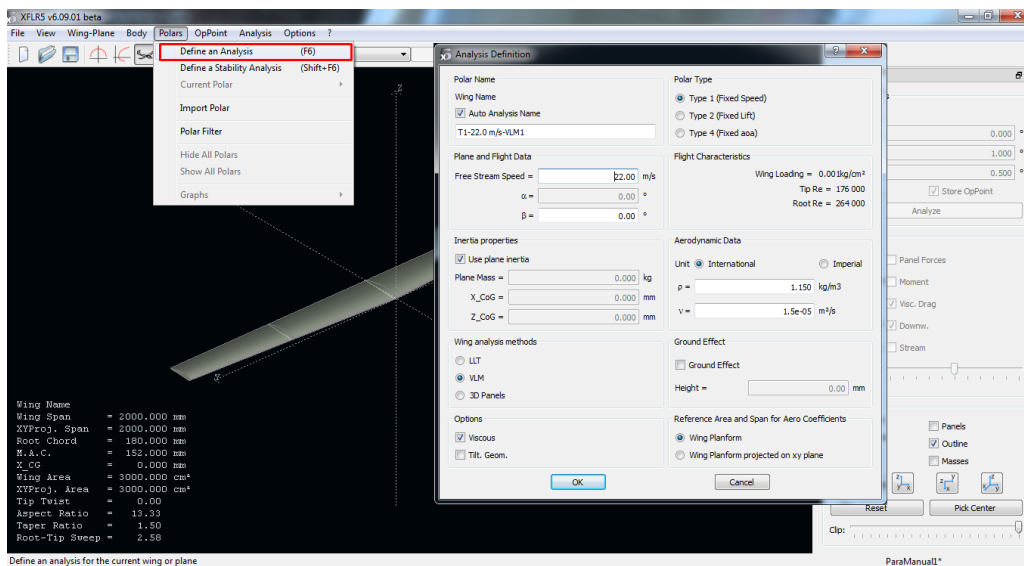 XFLR5 v6.09.01 beta
File View Wing-Plane Body Polars OpPoint Analysis Options ?
Define an Analysis (F6)
Define a Stability Analysis (Shift+F6)
Current Polar
Import Polar
Polar Filter
Hide All Polars
Show All Polars
Graphs
Analysis Definition
Polar Name
Wing Name
Auto Analysis Name
T1-22.0 m/s-VLM1
Polar Type
Type 1 (Fixed Speed)
Type 2 (Fixed Lift)
Type 4 (Fixed aoa)
Plane and Flight Data
Free Stream Speed = 22.00 m/s
α = 0.00 °
β = 0.00 °
Flight Characteristics
Wing Loading = 0.001kg/cm²
Tip Re = 176 000
Root Re = 264 000
Inertia properties
Use plane inertia
Plane Mass = 0.000 kg
X_CoG = 0.000 mm
Z_CoG = 0.000 mm
Aerodynamic Data
Unit International Imperial
ρ = 1.150 kg/m3
ν = 1.5e-05 m²/s
Wing analysis methods
LLT
VLM
3D Panels
Ground Effect
Ground Effect
Height = 0.00 mm
Options
Viscous
Tilt. Geom.
Reference Area and Span for Aero Coefficients
Wing Planform
Wing Planform projected on xy plane
OK Cancel
0.000 °
1.000 °
0.500 °
Store OpPoint
Analyze
Panel Forces
Moment
Visc. Drag
Downw.
Stream
Panels
Outline
Masses
Reset Pick Center
Clip:
Z
X
Wing Name
Wing Span = 2000.000 mm
XYProj. Span = 2000.000 mm
Root Chord = 180.000 mm
M.A.C. = 152.000 mm
X_CG = 0.000 mm
Wing Area = 3000.000 cm²
XYProj. Area = 3000.000 cm²
Tip Twist = 0.00
Aspect Ratio = 13.33
Taper Ratio = 1.50
Root-Tip Sweep = 2.58
Define an analysis for the current wing or plane
ParaManual1*